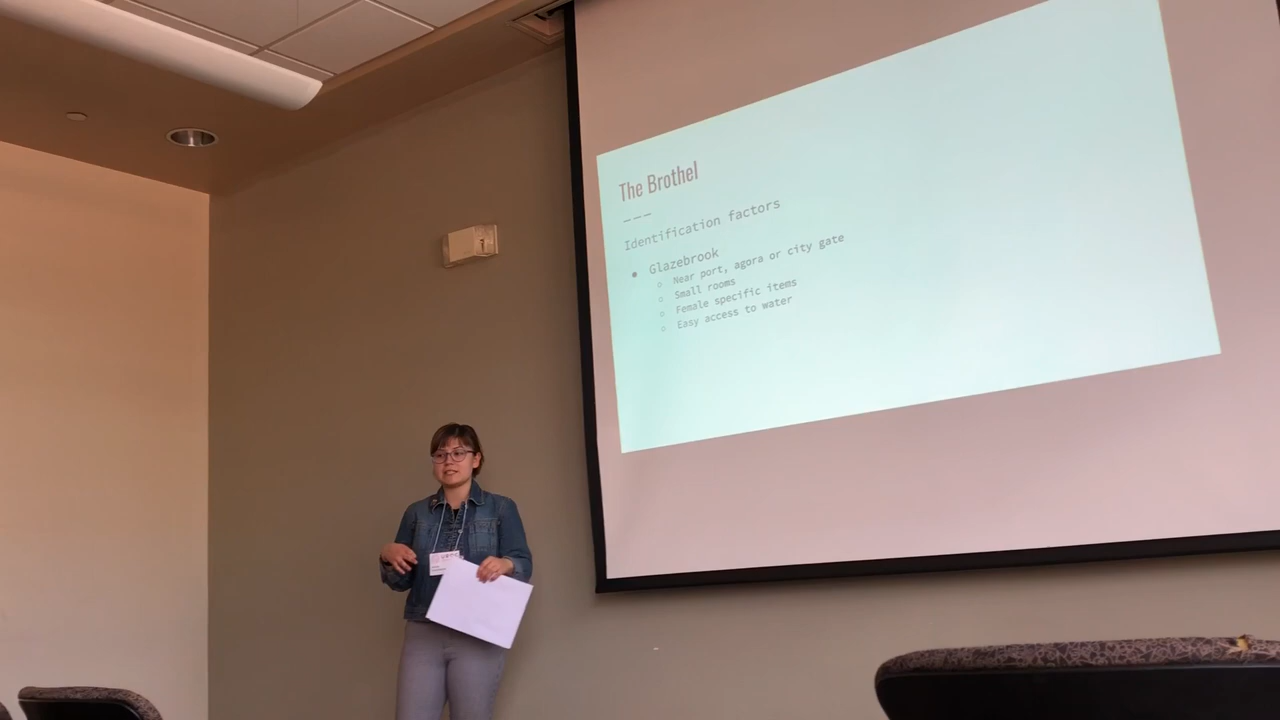 The Brothel
———
Identification factors
● Glazebrook
○ Near port, agora or city gate
○ Small rooms
○ Female specific items
○ Easy access to water